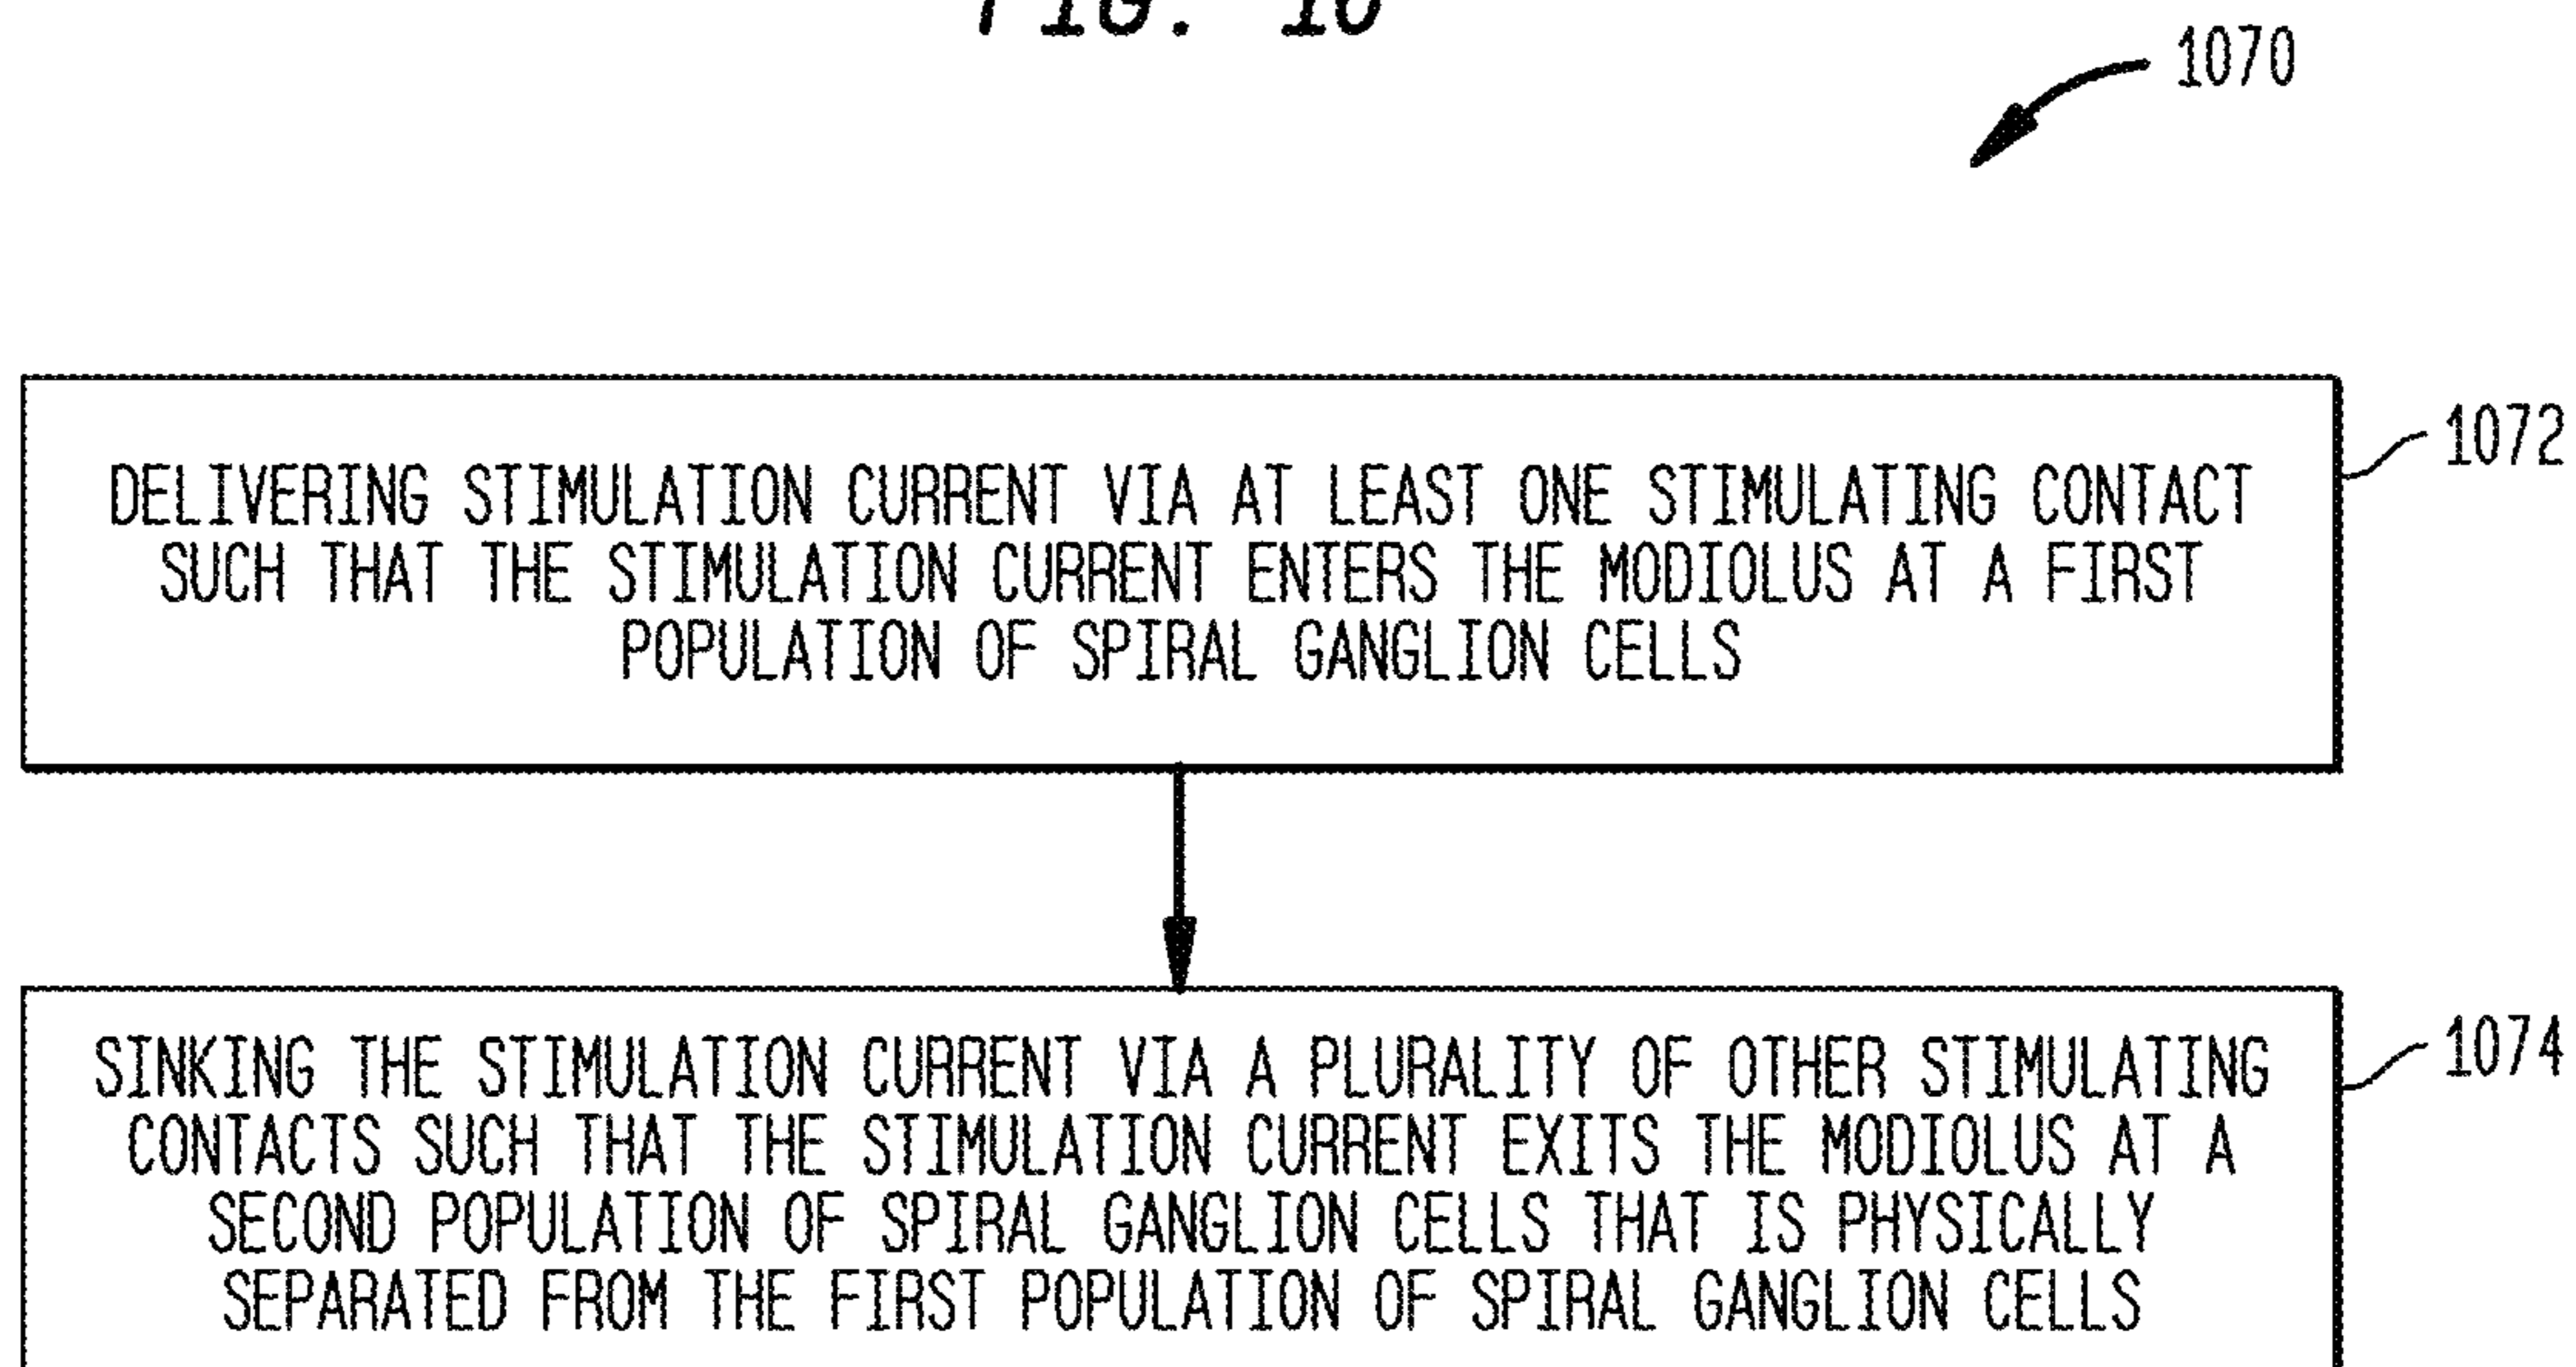 FIG. 10
1070
DELIVERING STIMULATION CURRENT VIA AT LEAST ONE STIMULATING CONTACT
SUCH THAT THE STIMULATION CURRENT ENTERS THE MODIOLUS AT A FIRST
POPULATION OF SPIRAL GANGLION CELLS
1072
SINKING THE STIMULATION CURRENT VIA A PLURALITY OF OTHER STIMULATING
CONTACTS SUCH THAT THE STIMULATION CURRENT EXITS THE MODIOLUS AT A
SECOND POPULATION OF SPIRAL GANGLION CELLS THAT IS PHYSICALLY
SEPARATED FROM THE FIRST POPULATION OF SPIRAL GANGLION CELLS
1074